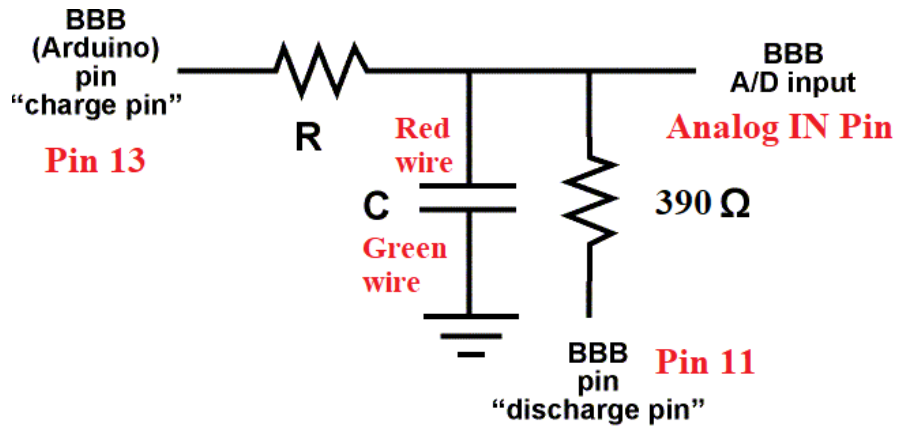 BBB
(Arduino)
pin
“charge pin”
Pin 13
R
Red
wire
C
Green
wire
BBB
A/D input
Analog IN Pin
390 Ω
BBB
pin
“discharge pin”
Pin 11